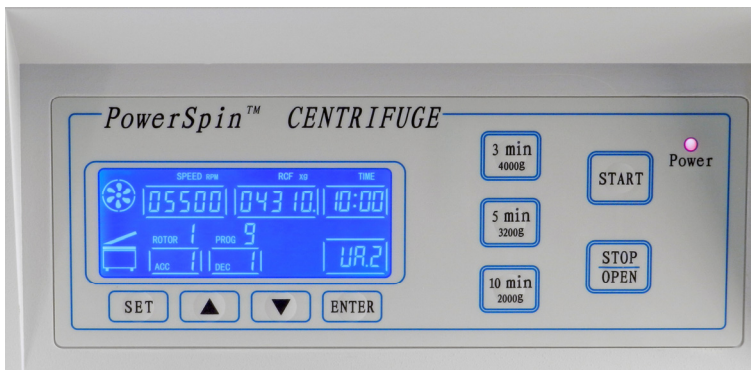 PowerSpin™ CENTRIFUGE
SPEED RPM RCF XG TIME
05500 04310. 10:00
ROTOR 1 PROG 9
ACC 1 DEC 1 UA.2
SET ENTER
3 min
4000g
5 min
3200g
10 min
2000g
START
STOP
OPEN
Power